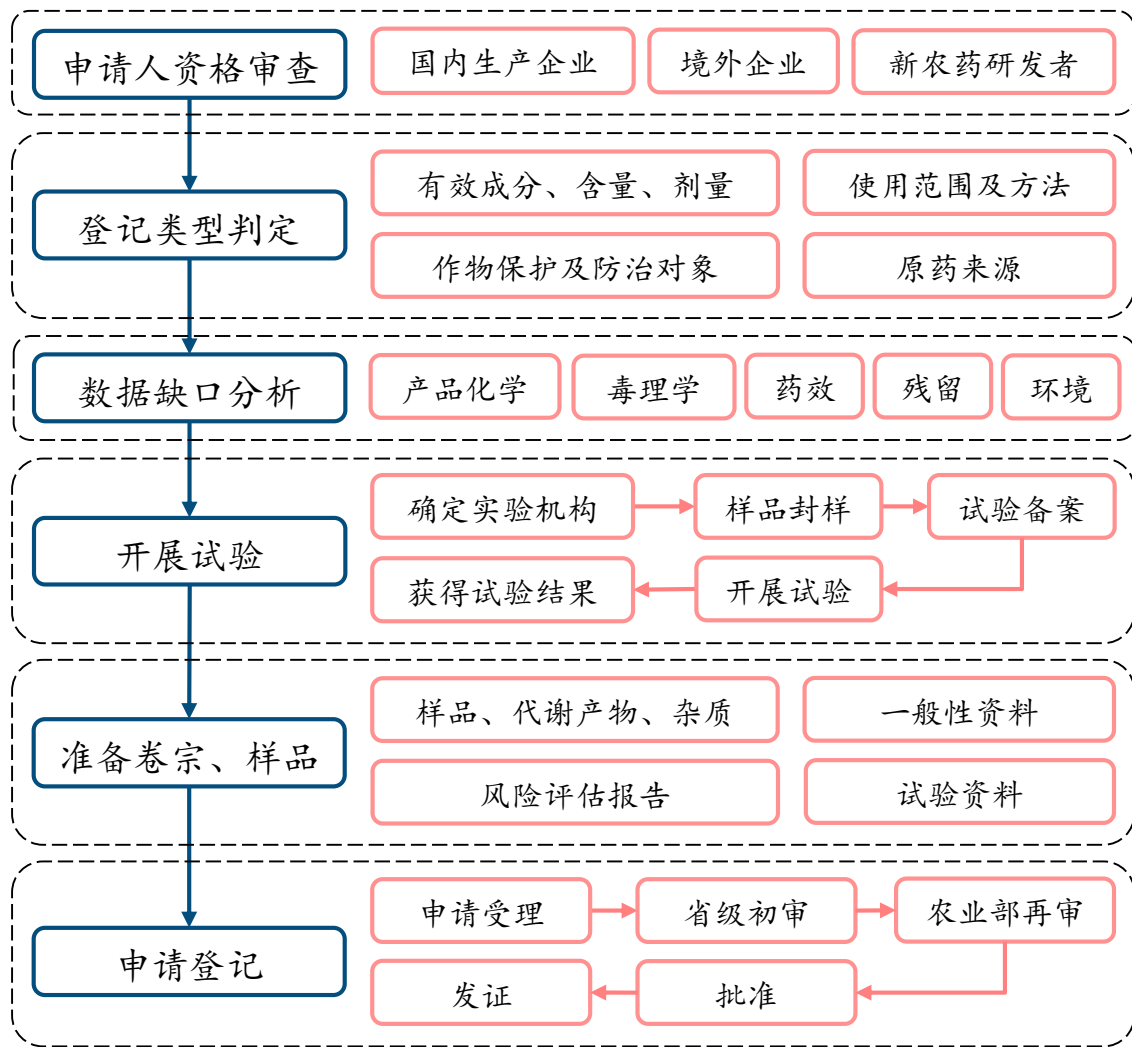 申请人资格审查
国内生产企业
境外企业
新农药研发者
登记类型判定
有效成分、含量、剂量
使用范围及方法
作物保护及防治对象
原药来源
数据缺口分析
产品化学
毒理学
药效
残留
环境
开展试验
确定实验机构
样品封样
试验备案
获得试验结果
开展试验
准备卷宗、样品
样品、代谢产物、杂质
一般性资料
风险评估报告
试验资料
申请登记
申请受理
省级初审
农业部再审
发证
批准